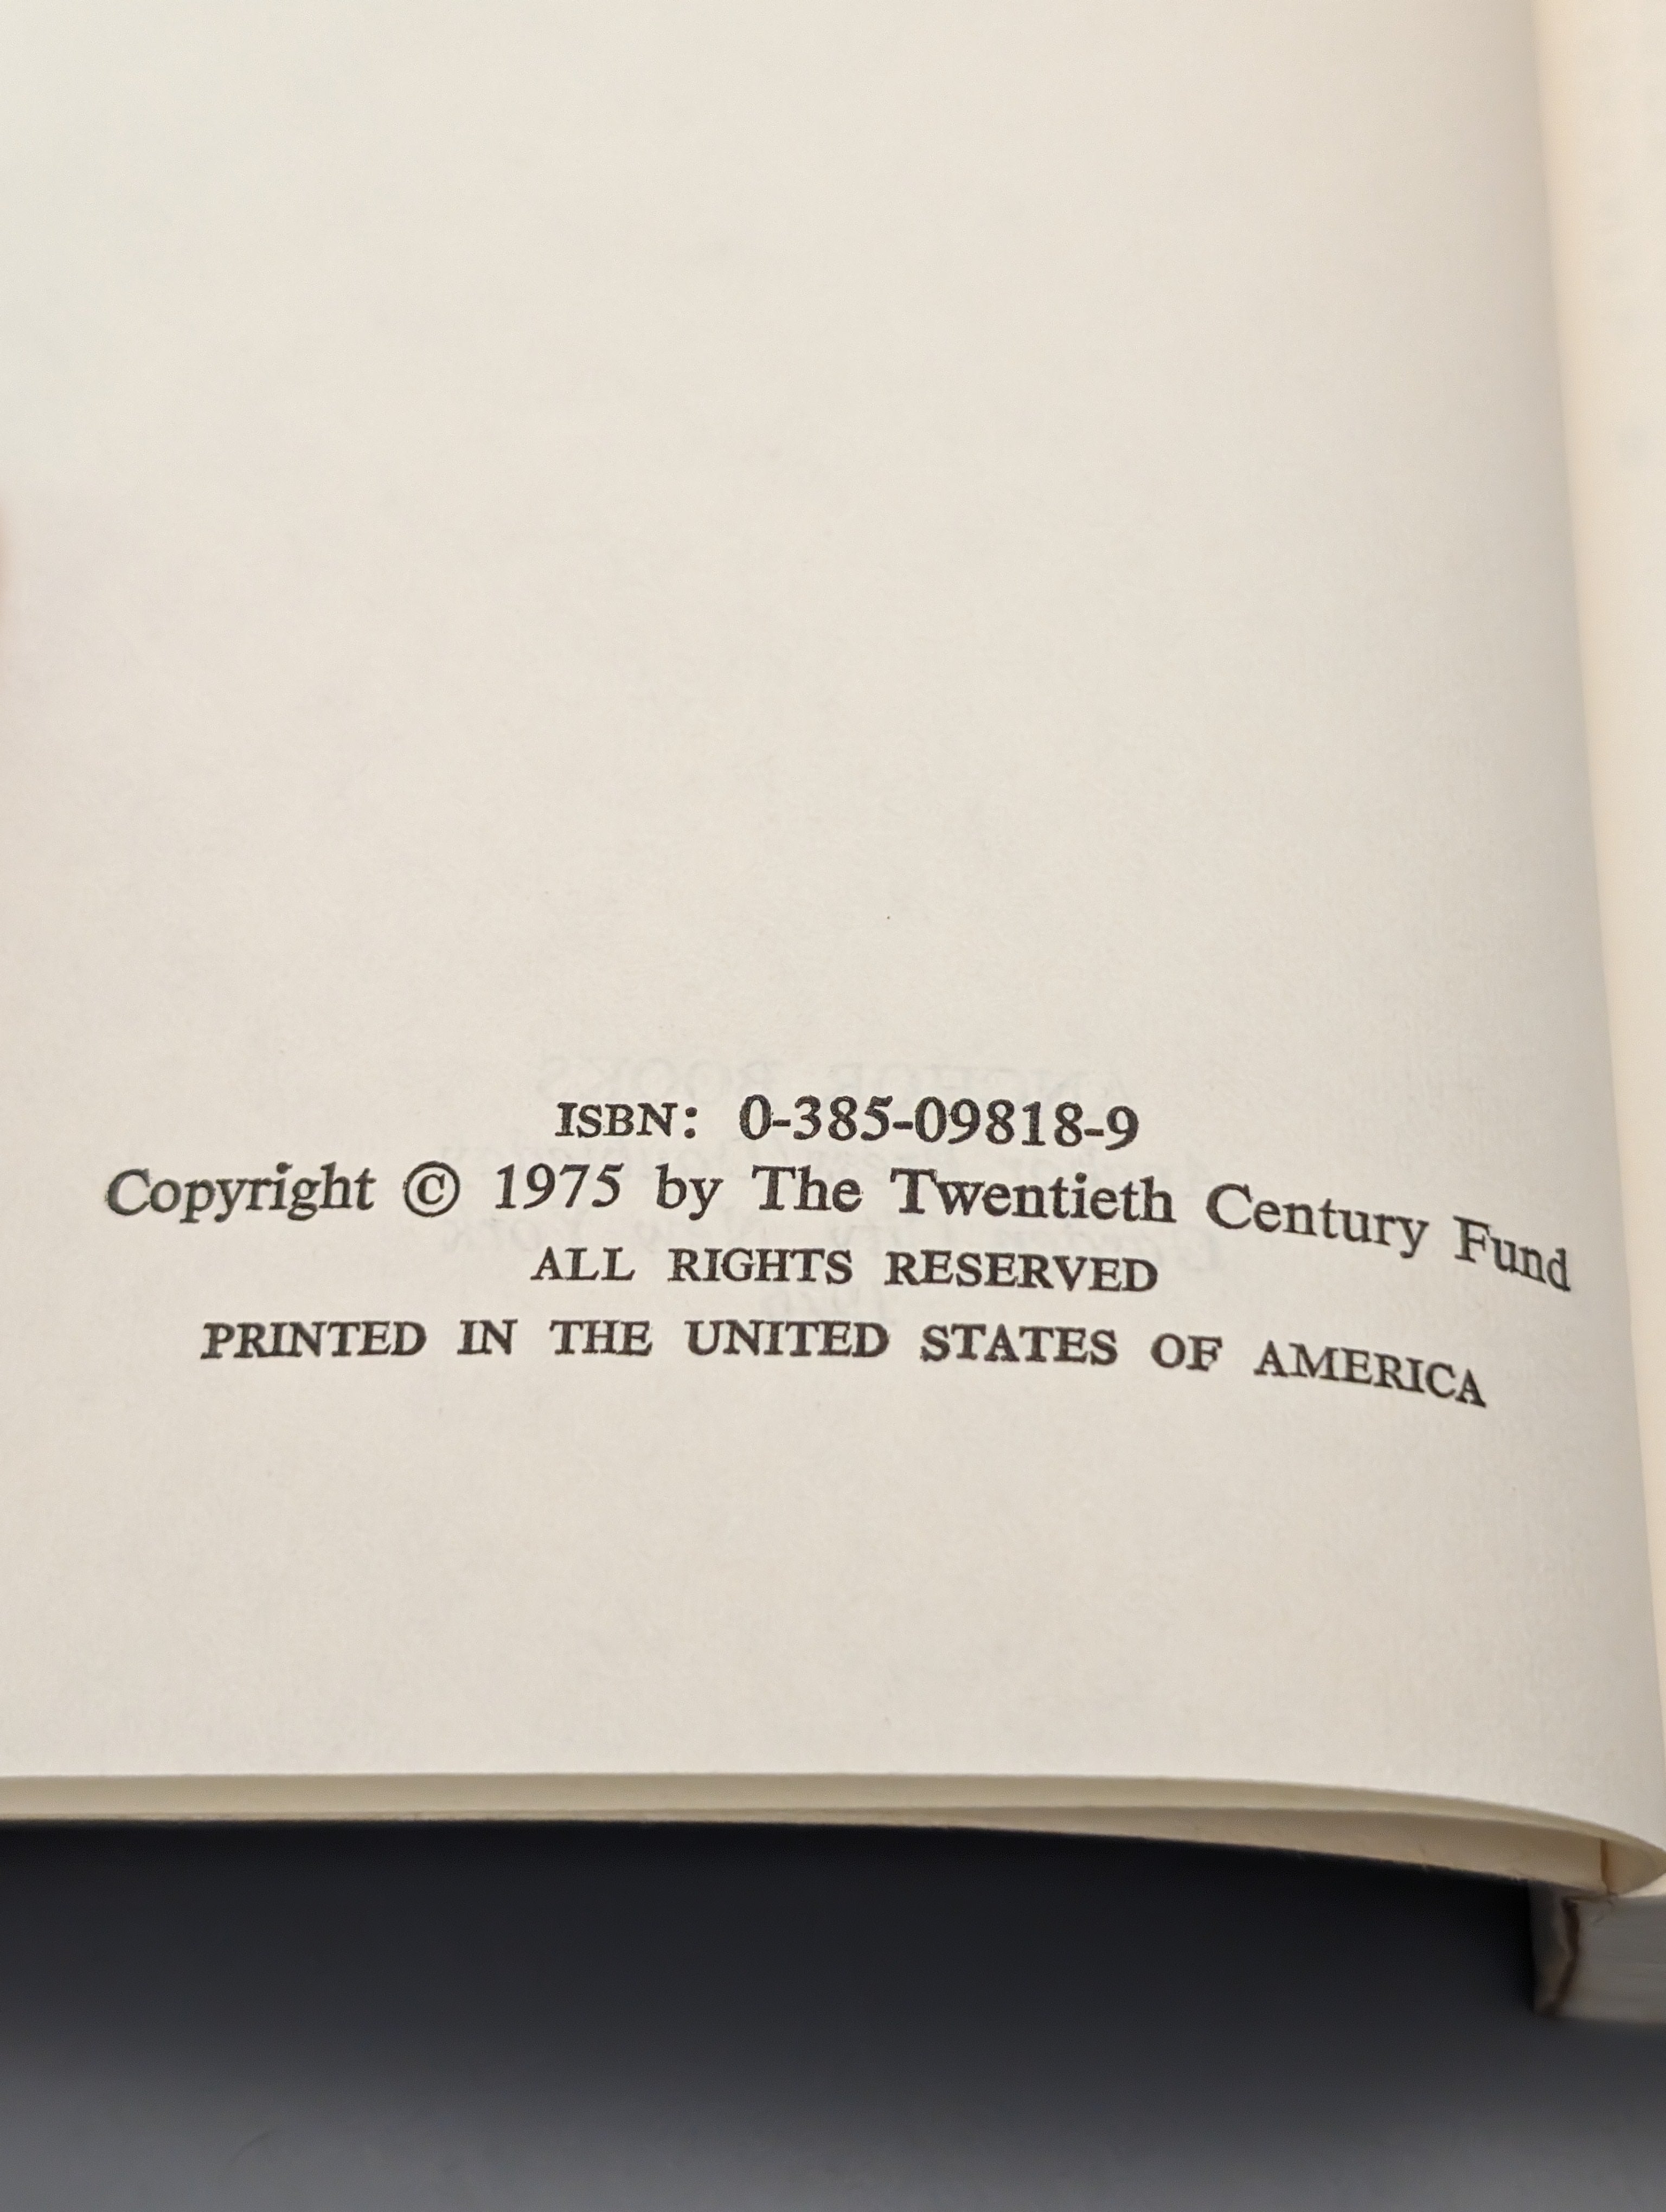 ISBN: 0-385-09818-9
Copyright © 1975 by The Twentieth Century Fund
ALL RIGHTS RESERVED
PRINTED IN THE UNITED STATES OF AMERICA